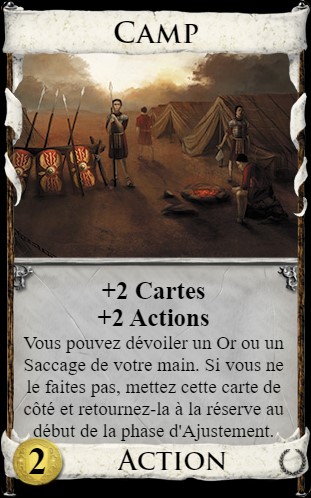 CAMP
+2 Cartes
+2 Actions
Vous pouvez dévoiler un Or ou un
Saccage de votre main. Si vous ne
le faites pas, mettez cette carte de
côté et retournez-la à la réserve au
début de la phase d'Ajustement.
2
ACTION